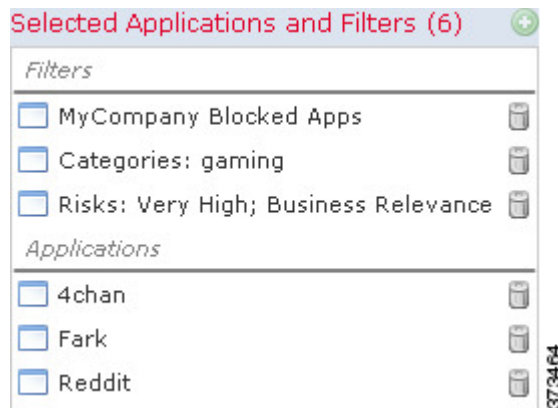 Selected Applications and Filters (6)
Filters
MyCompany Blocked Apps
Categories: gaming
Risks: Very High; Business Relevance
Applications
4chan
Fark
Reddit
373464